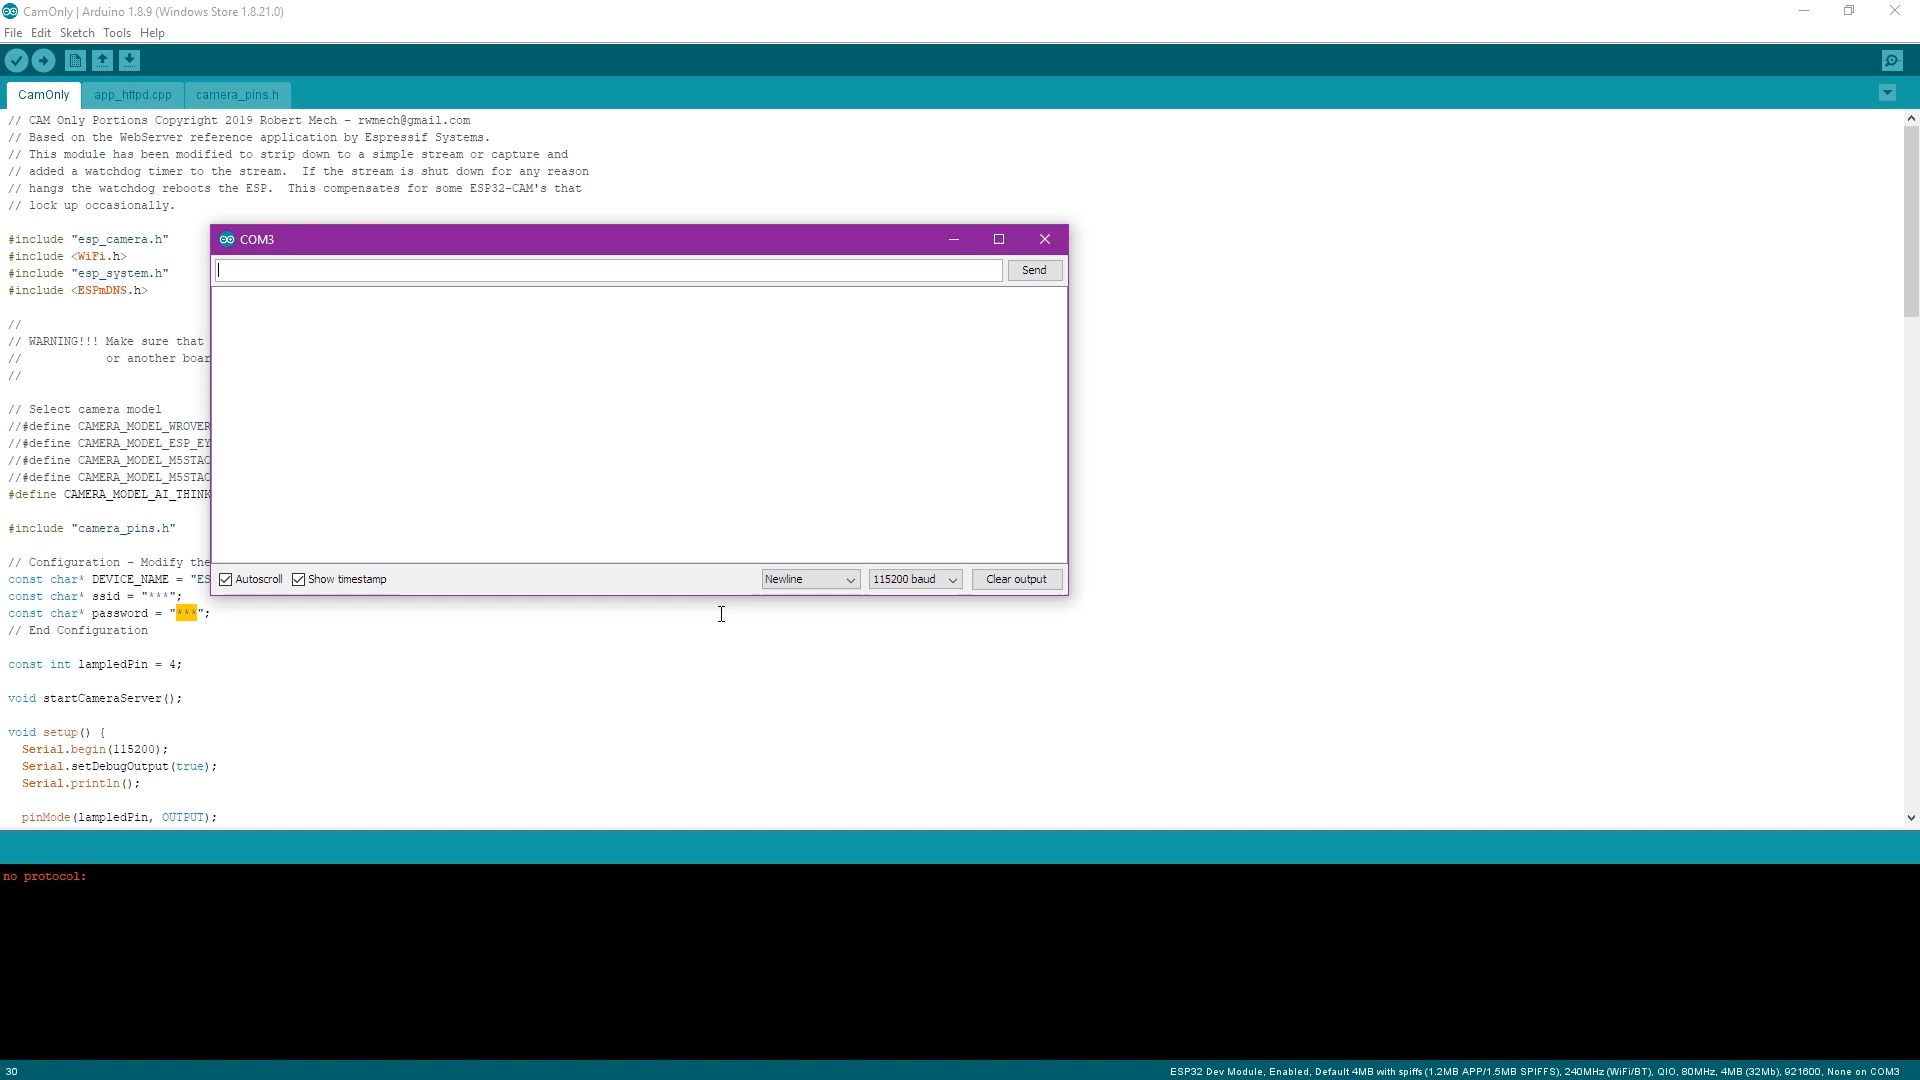 CamOnly | Arduino 1.8.9 (Windows Store 1.8.21.0)
File Edit Sketch Tools Help
CamOnly app_httpd.cpp camera_pins.h
// CAM Only Portions Copyright 2019 Robert Mech - rwmech@gmail.com
// Based on the WebServer reference application by Espressif Systems.
// This module has been modified to strip down to a simple stream or capture and
// added a watchdog timer to the stream.  If the stream is shut down for any reason
// hangs the watchdog reboots the ESP.  This compensates for some ESP32-CAM's that
// lock up occasionally.
#include "esp_camera.h"
#include <WiFi.h>
#include "esp_system.h"
#include <ESPmDNS.h>
//
// WARNING!!! Make sure that
// or another boar
//
// Select camera model
//#define CAMERA_MODEL_WROVER
//#define CAMERA_MODEL_ESP_EY
//#define CAMERA_MODEL_M5STAC
//#define CAMERA_MODEL_M5STAC
#define CAMERA_MODEL_AI_THINK
#include "camera_pins.h"
// Configuration - Modify the
const char* DEVICE_NAME = "ES
const char* ssid = "***";
const char* password = "***";
// End Configuration
const int lampledPin = 4;
void startCameraServer();
void setup() {
Serial.begin(115200);
Serial.setDebugOutput(true);
Serial.println();
pinMode(lampledPin, OUTPUT);
COM3
Send
Autoscroll Show timestamp Newline 115200 baud Clear output
no protocol:
30 ESP32 Dev Module, Enabled, Default 4MB with spiffs (1.2MB APP/1.5MB SPIFFS), 240MHz (WiFi/BT), QIO, 80MHz, 4MB (32Mb), 921600, None on COM3